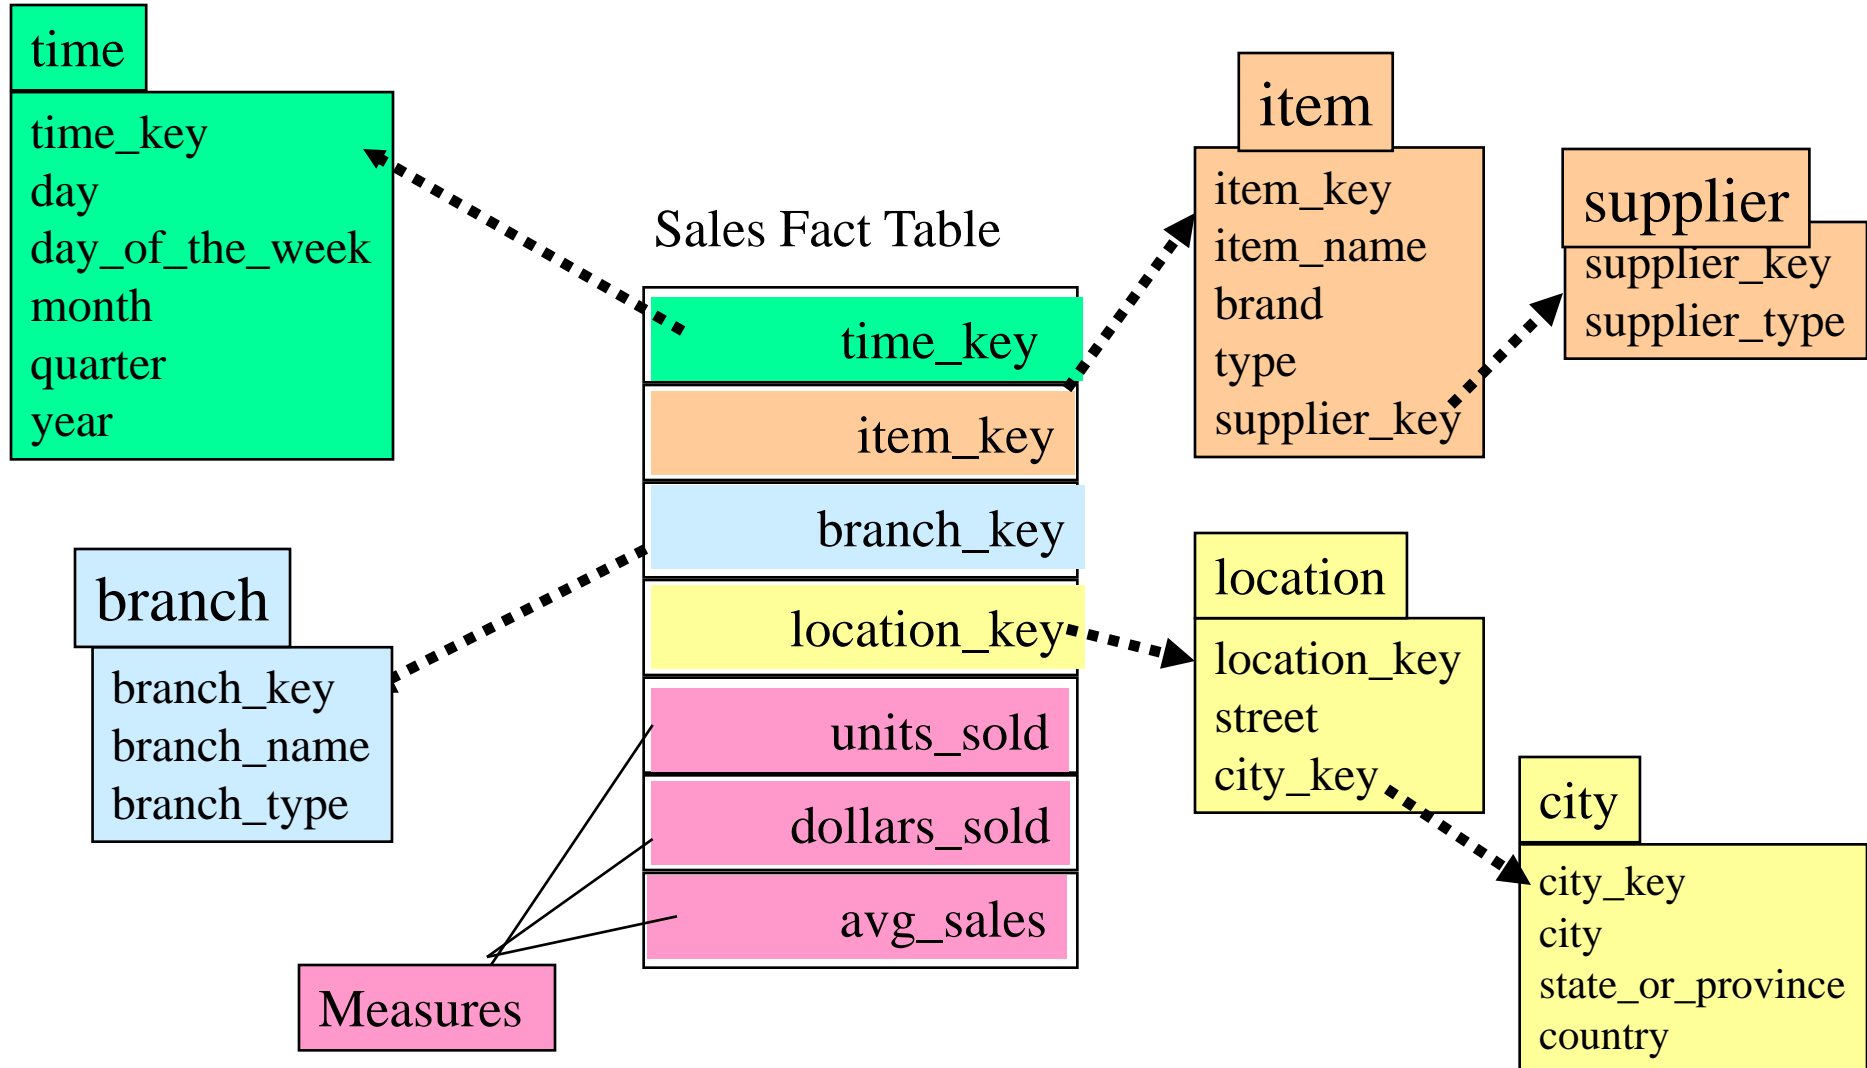 time
time_key
day
day_of_the_week
month
quarter
year
Sales Fact Table
time_key
item_key
branch_key
location_key
units_sold
dollars_sold
avg_sales
Measures
branch
branch_key
branch_name
branch_type
item
item_key
item_name
brand
type
supplier_key
supplier
supplier_key
supplier_type
location
location_key
street
city_key
city
city_key
city
state_or_province
country